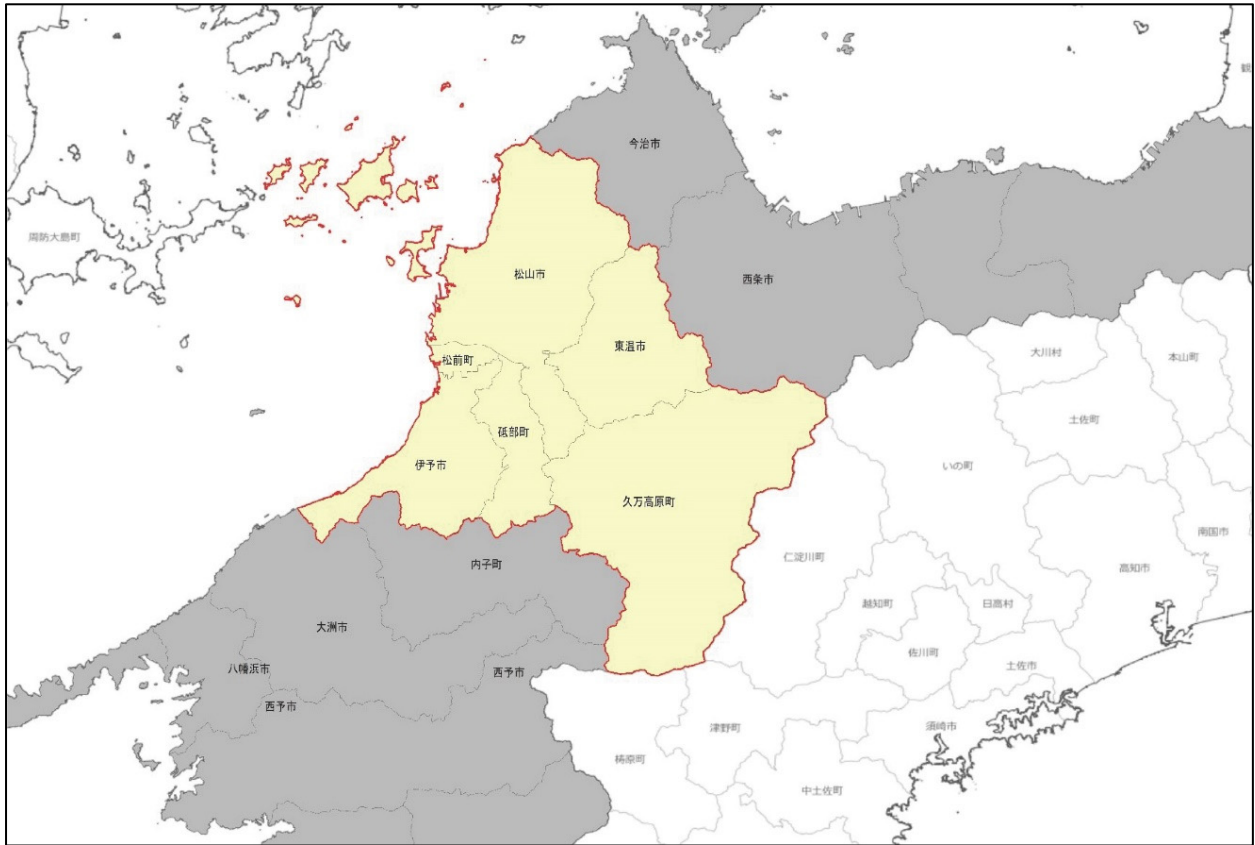 今治市
周防大島町
松山市
西条市
東温市
松前町
大川村
本山町
土佐町
砥部町
伊予市
いの町
久万高原町
南国市
仁淀川町
内子町
高知市
越知町
日高村
大洲市
佐川町
八幡浜市
西予市
土佐市
西予市
津野町
須崎市
梼原町
中土佐町